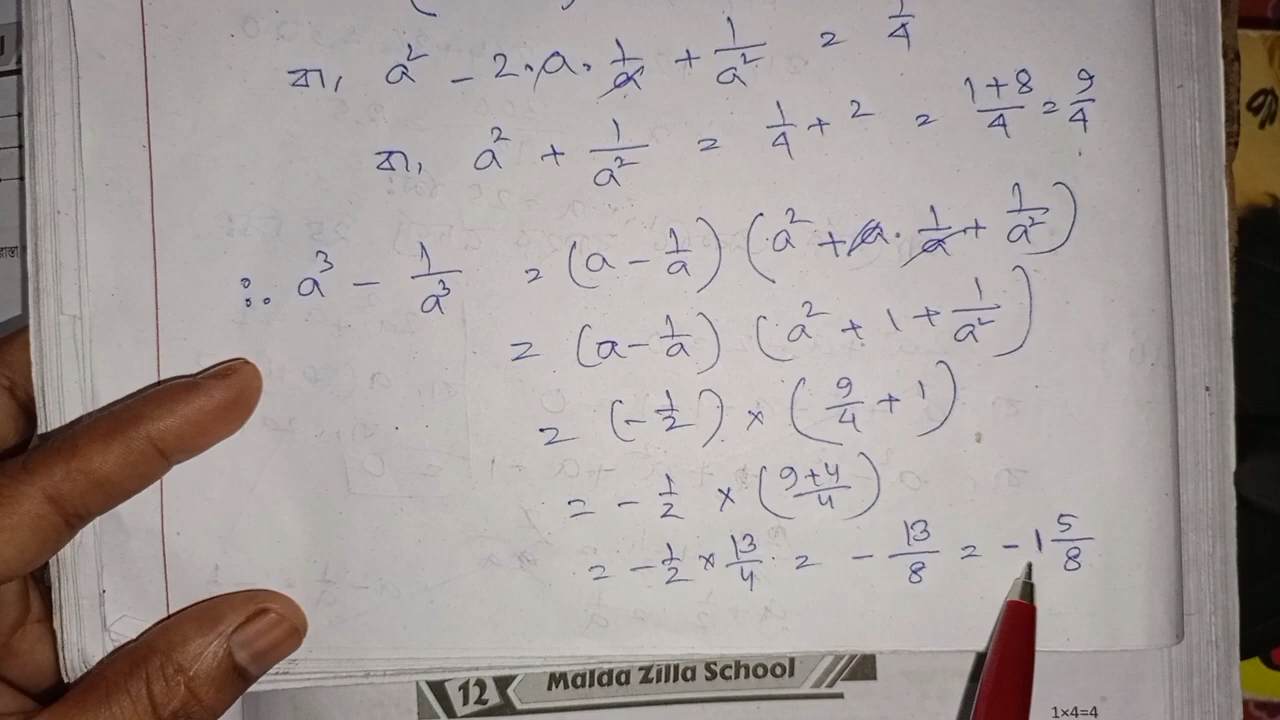 বা, a² - 2·a·1/a + 1/a² = 1/4
বা, a² + 1/a² = 1/4 + 2 = (1+8)/4 = 9/4
∴ a³ - 1/a³ = (a - 1/a) (a² + a·1/a + 1/a²)
= (a - 1/a) (a² + 1 + 1/a²)
= (-1/2) × (9/4 + 1)
= -1/2 × ((9+4)/4)
= -1/2 × 13/4 = -13/8 = -1 5/8
12 Malda Zilla School
1×4=4